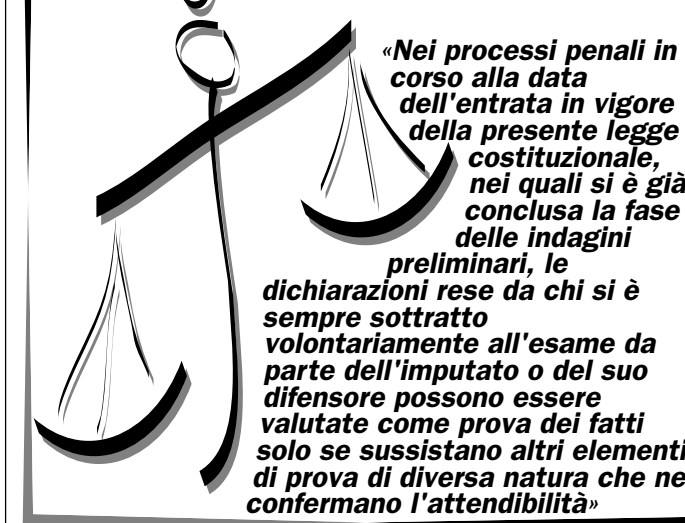 «Nei processi penali in
corso alla data
dell'entrata in vigore
della presente legge
costituzionale,
nei quali si è già
conclusa la fase
delle indagini
preliminari, le
dichiarazioni rese da chi si è
sempre sottratto
volontariamente all'esame da
parte dell'imputato o del suo
difensore possono essere
valutate come prova dei fatti
solo se sussistano altri elementi
di prova di diversa natura che ne
confermano l'attendibilità»